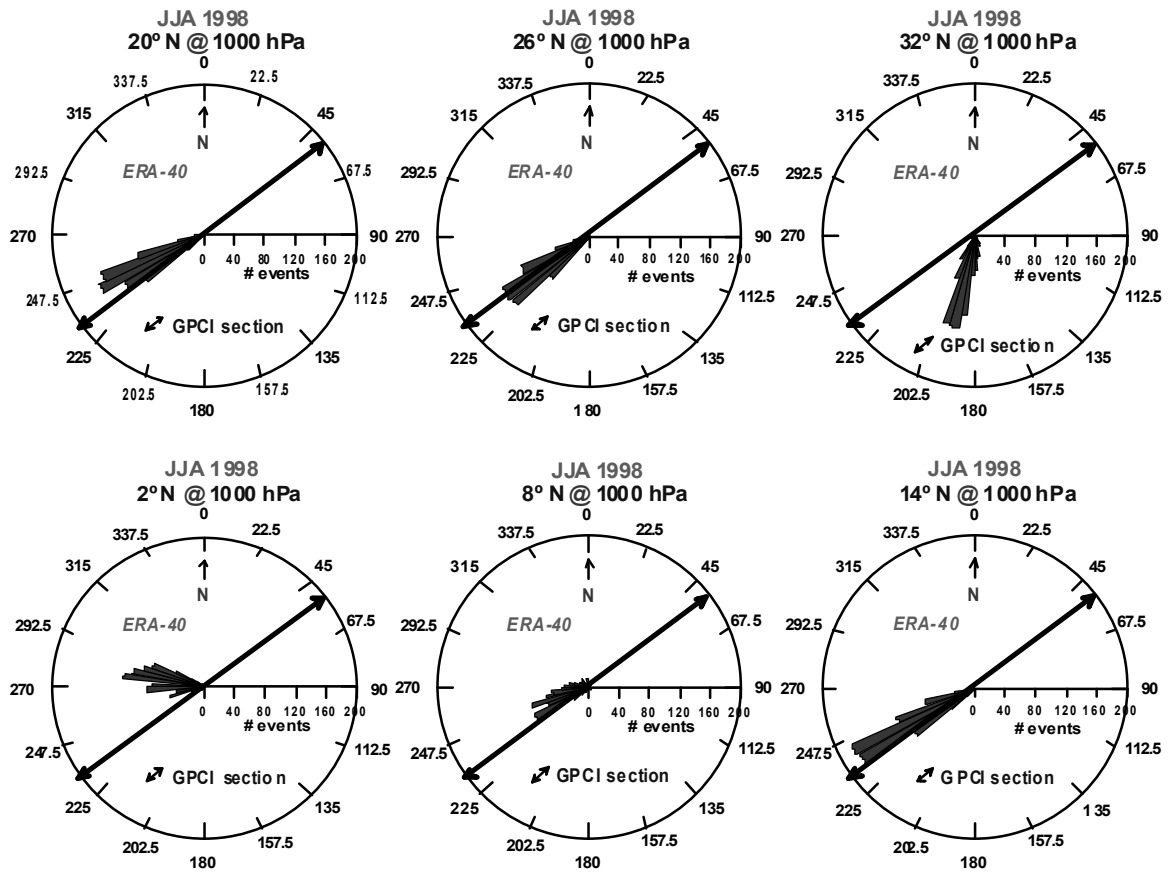 JJA 1998
20º N @ 1000 hPa
0
22.5
45
67.5
90
112.5
135
157.5
180
202.5
225
247.5
270
292.5
315
337.5
N
ERA-40
0 40 80 120 160 200
# events
GPCI section
JJA 1998
26º N @ 1000 hPa
0
22.5
45
67.5
90
112.5
135
157.5
180
202.5
225
247.5
270
292.5
315
337.5
N
ERA-40
0 40 80 120 160 200
# events
GPCI section
JJA 1998
32º N @ 1000 hPa
0
22.5
45
67.5
90
112.5
135
157.5
180
202.5
225
247.5
270
292.5
315
337.5
N
ERA-40
40 80 120 160 200
# events
GPCI section
JJA 1998
2º N @ 1000 hPa
0
22.5
45
67.5
90
112.5
135
157.5
180
202.5
225
247.5
270
292.5
315
337.5
N
ERA-40
0 40 80 120 160 200
# events
GPCI section
JJA 1998
8º N @ 1000 hPa
0
22.5
45
67.5
90
112.5
135
157.5
180
202.5
225
247.5
270
292.5
315
337.5
N
ERA-40
0 40 80 120 160 200
# events
GPCI section
JJA 1998
14º N @ 1000 hPa
0
22.5
45
67.5
90
112.5
135
157.5
180
202.5
225
247.5
270
292.5
315
337.5
N
ERA-40
0 40 80 120 160 200
# events
GPCI section